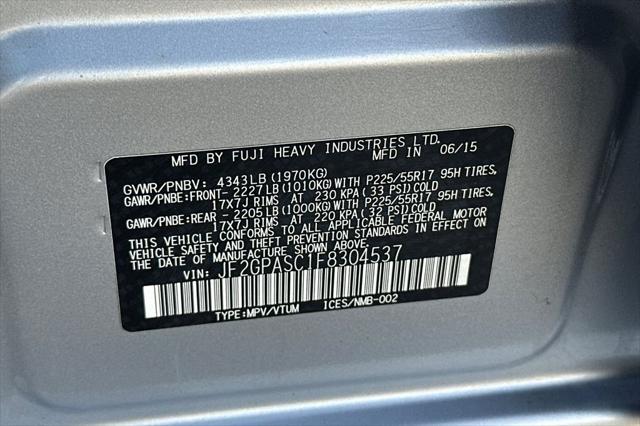 MFD BY FUJI HEAVY INDUSTRIES LTD.
MFD IN 06/15
GVWR/PNBV: 4343LB (1970KG)
GAWR/PNBE:FRONT-2227LB(1010KG)WITH P225/55R17 95H TIRES,
17X7J RIMS AT 230 KPA (33 PSI)COLD
GAWR/PNBE:REAR - 2205LB(1000KG)WITH P225/55R17 95H TIRES,
17X7J RIMS AT 220 KPA (32 PSI)COLD
THIS VEHICLE CONFORMS TO ALL APPLICABLE FEDERAL MOTOR
VEHICLE SAFETY STANDARDS IN EFFECT ON THE
DATE OF MANUFACTURE SHOWN ABOVE.
VIN: JF2GPASC1F8304537
TYPE:MPV/VTUM ICES/NMB-002